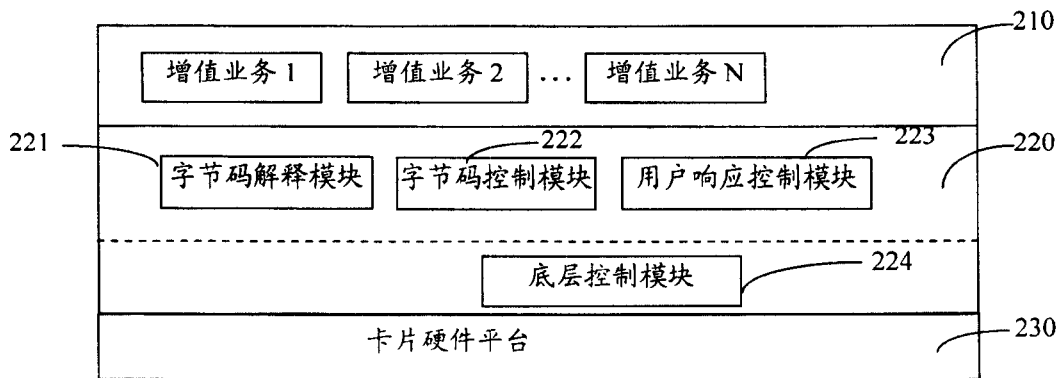 210
增值业务1 增值业务2 ... 增值业务N
221 222 223
字节码解释模块 字节码控制模块 用户响应控制模块 220
底层控制模块 224
卡片硬件平台 230